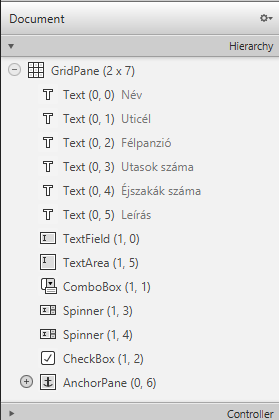 Document
Hierarchy
GridPane (2 x 7)
Text (0, 0) Név
Text (0, 1) Uticél
Text (0, 2) Félpanzió
Text (0, 3) Utasok száma
Text (0, 4) Éjszakák száma
Text (0, 5) Leírás
TextField (1, 0)
TextArea (1, 5)
ComboBox (1, 1)
Spinner (1, 3)
Spinner (1, 4)
CheckBox (1, 2)
AnchorPane (0, 6)
Controller